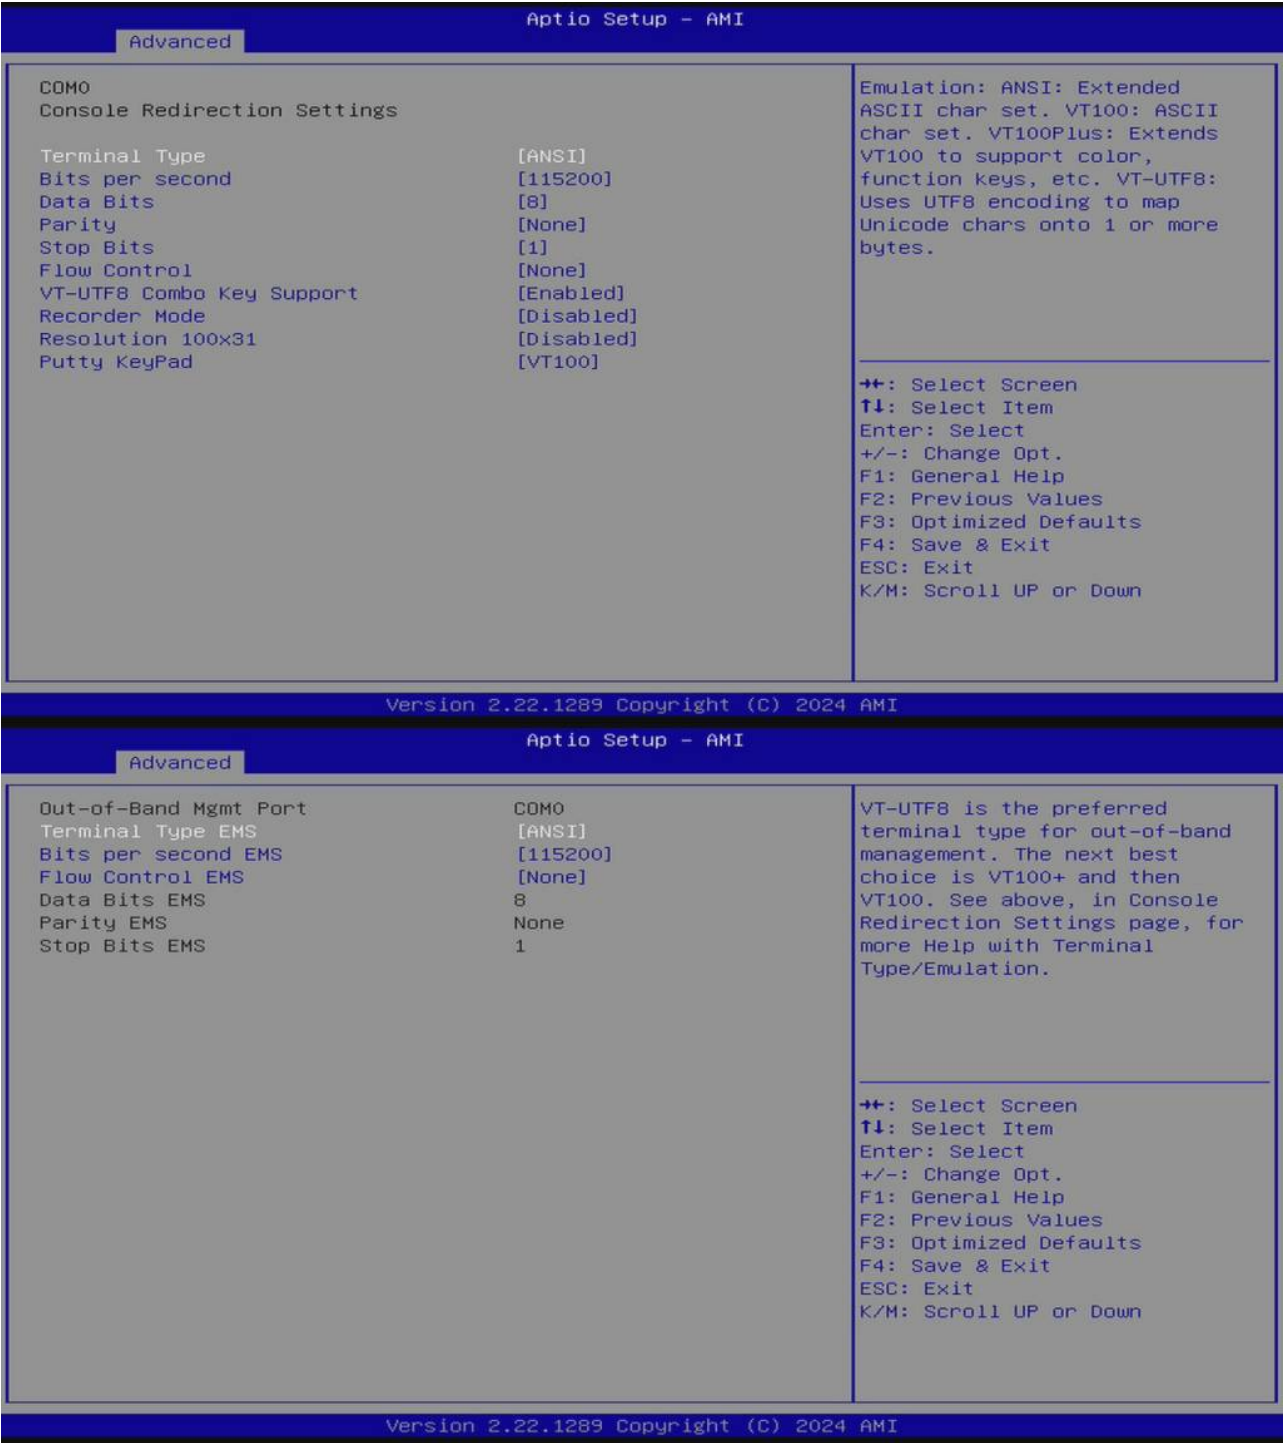 Aptio Setup - AMI
Advanced
COM0
Console Redirection Settings
Terminal Type [ANSI]
Bits per second [115200]
Data Bits [8]
Parity [None]
Stop Bits [1]
Flow Control [None]
VT-UTF8 Combo Key Support [Enabled]
Recorder Mode [Disabled]
Resolution 100x31 [Disabled]
Putty KeyPad [VT100]
Emulation: ANSI: Extended
ASCII char set. VT100: ASCII
char set. VT100Plus: Extends
VT100 to support color,
function keys, etc. VT-UTF8:
Uses UTF8 encoding to map
Unicode chars onto 1 or more
bytes.
→←: Select Screen
↑↓: Select Item
Enter: Select
+/-: Change Opt.
F1: General Help
F2: Previous Values
F3: Optimized Defaults
F4: Save & Exit
ESC: Exit
K/M: Scroll UP or Down
Version 2.22.1289 Copyright (C) 2024 AMI
Aptio Setup - AMI
Advanced
Out-of-Band Mgmt Port COM0
Terminal Type EMS [ANSI]
Bits per second EMS [115200]
Flow Control EMS [None]
Data Bits EMS 8
Parity EMS None
Stop Bits EMS 1
VT-UTF8 is the preferred
terminal type for out-of-band
management. The next best
choice is VT100+ and then
VT100. See above, in Console
Redirection Settings page, for
more Help with Terminal
Type/Emulation.
→←: Select Screen
↑↓: Select Item
Enter: Select
+/-: Change Opt.
F1: General Help
F2: Previous Values
F3: Optimized Defaults
F4: Save & Exit
ESC: Exit
K/M: Scroll UP or Down
Version 2.22.1289 Copyright (C) 2024 AMI